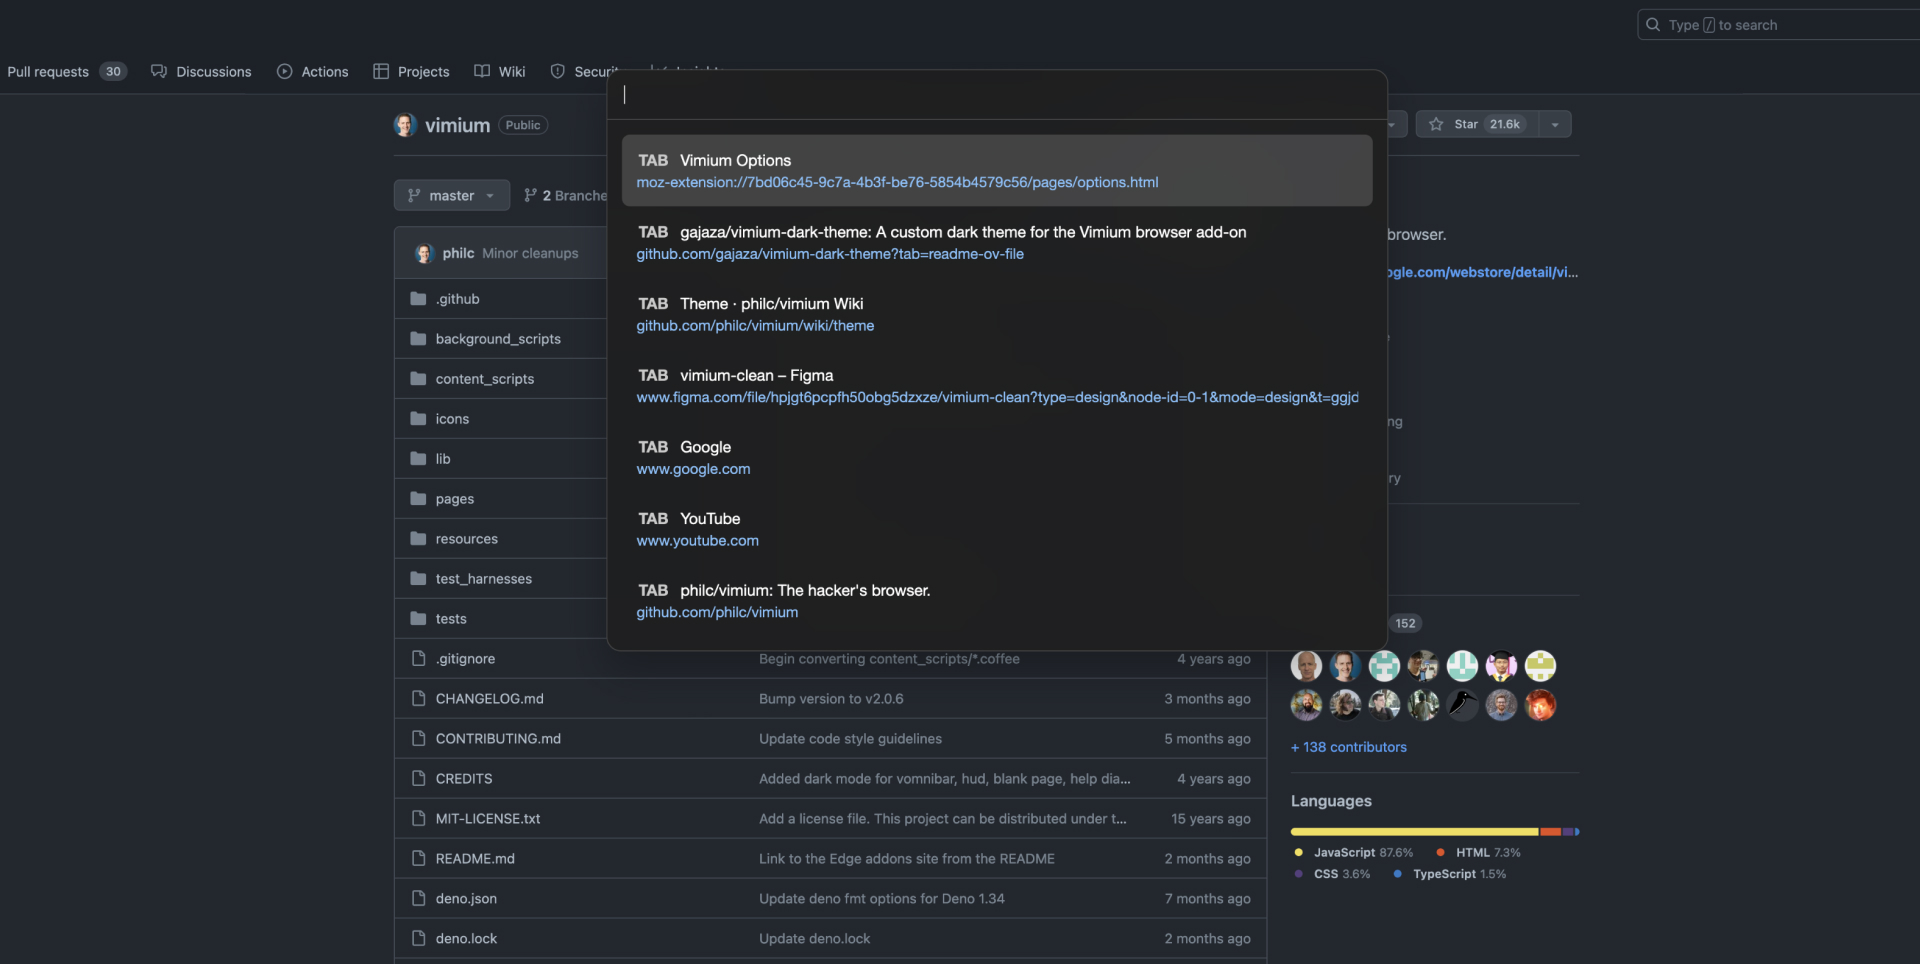 Type / to search
Pull requests 30 Discussions Actions Projects Wiki Securit
vimium Public
Star 21.6k
master 2 Branche
philc Minor cleanups
.github
background_scripts
content_scripts
icons
lib
pages
resources
test_harnesses
tests
TAB Vimium Options
moz-extension://7bd06c45-9c7a-4b3f-be76-5854b4579c56/pages/options.html
TAB gajaza/vimium-dark-theme: A custom dark theme for the Vimium browser add-on
github.com/gajaza/vimium-dark-theme?tab=readme-ov-file
TAB Theme · philc/vimium Wiki
github.com/philc/vimium/wiki/theme
TAB vimium-clean – Figma
www.figma.com/file/hpjgt6pcpfh50obg5dzxze/vimium-clean?type=design&node-id=0-1&mode=design&t=ggjd
TAB Google
www.google.com
TAB YouTube
www.youtube.com
TAB philc/vimium: The hacker's browser.
github.com/philc/vimium
.gitignore Begin converting content_scripts/*.coffee 4 years ago
CHANGELOG.md Bump version to v2.0.6 3 months ago
CONTRIBUTING.md Update code style guidelines 5 months ago
CREDITS Added dark mode for vomnibar, hud, blank page, help dia... 4 years ago
MIT-LICENSE.txt Add a license file. This project can be distributed under t... 15 years ago
README.md Link to the Edge addons site from the README 2 months ago
deno.json Update deno fmt options for Deno 1.34 7 months ago
deno.lock Update deno.lock 2 months ago
browser.
ogle.com/webstore/detail/vi...
ng
ry
152
+ 138 contributors
Languages
JavaScript 87.6% HTML 7.3%
CSS 3.6% TypeScript 1.5%